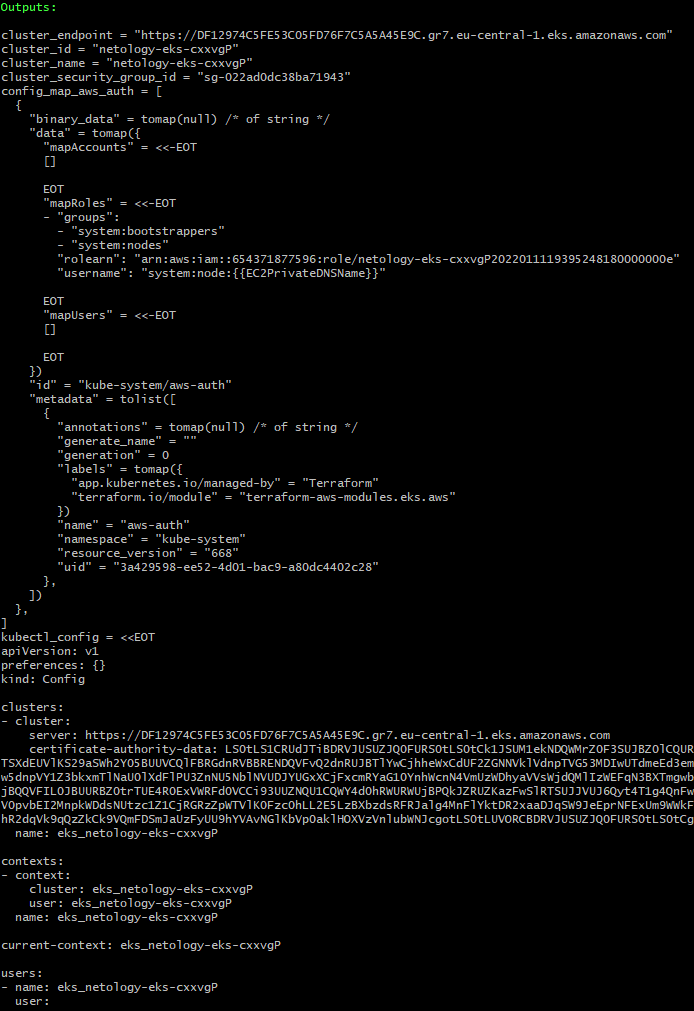 Outputs:
cluster_endpoint = "https://DF12974C5FE53C05FD76F7C5A5A45E9C.gr7.eu-central-1.eks.amazonaws.com"
cluster_id = "netology-eks-cxxvgP"
cluster_name = "netology-eks-cxxvgP"
cluster_security_group_id = "sg-022ad0dc38ba71943"
config_map_aws_auth = [
  {
    "binary_data" = tomap(null) /* of string */
    "data" = tomap({
      "mapAccounts" = <<-EOT
      []
      EOT
      "mapRoles" = <<-EOT
      - "groups":
        - "system:bootstrappers"
        - "system:nodes"
        "rolearn": "arn:aws:iam::654371877596:role/netology-eks-cxxvgP20220111193952481800000000e"
        "username": "system:node:{{EC2PrivateDNSName}}"
      EOT
      "mapUsers" = <<-EOT
      []
      EOT
    })
    "id" = "kube-system/aws-auth"
    "metadata" = tolist([
      {
        "annotations" = tomap(null) /* of string */
        "generate_name" = ""
        "generation" = 0
        "labels" = tomap({
          "app.kubernetes.io/managed-by" = "Terraform"
          "terraform.io/module" = "terraform-aws-modules.eks.aws"
        })
        "name" = "aws-auth"
        "namespace" = "kube-system"
        "resource_version" = "668"
        "uid" = "3a429598-ee52-4d01-bac9-a80dc4402c28"
      },
    ])
  },
]
kubectl_config = <<EOT
apiVersion: v1
preferences: {}
kind: Config
clusters:
- cluster:
    server: https://DF12974C5FE53C05FD76F7C5A5A45E9C.gr7.eu-central-1.eks.amazonaws.com
    certificate-authority-data:
  name: eks_netology-eks-cxxvgP
contexts:
- context:
    cluster: eks_netology-eks-cxxvgP
    user: eks_netology-eks-cxxvgP
  name: eks_netology-eks-cxxvgP
current-context: eks_netology-eks-cxxvgP
users:
- name: eks_netology-eks-cxxvgP
  user: